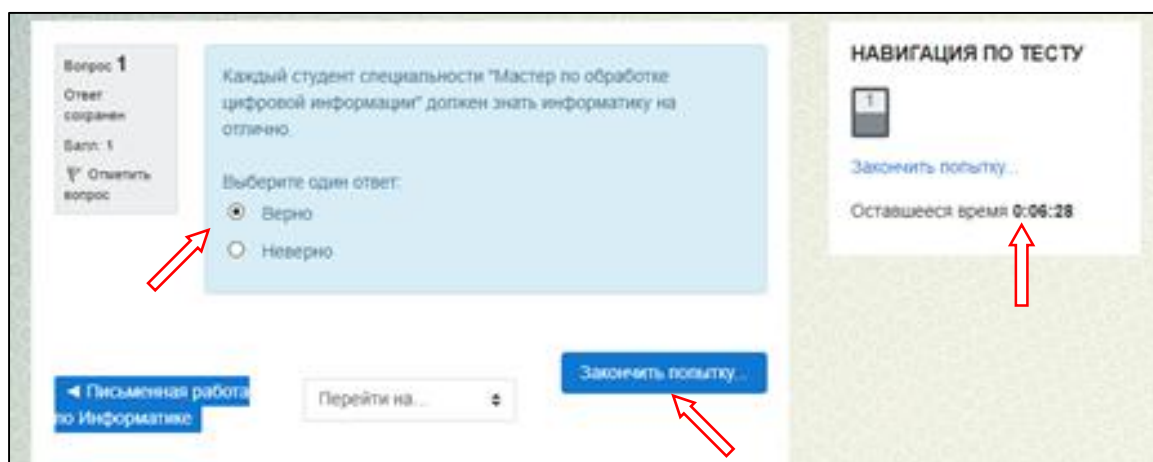 Вопрос 1
Ответ
сохранен
Балл: 1
Отметить
вопрос
Каждый студент специальности "Мастер по обработке
цифровой информации" должен знать информатику на
отлично.
Выберите один ответ:
Верно
Неверно
◄ Письменная работа
по Информатике
Перейти на...
Закончить попытку...
НАВИГАЦИЯ ПО ТЕСТУ
1
Закончить попытку...
Оставшееся время 0:06:28